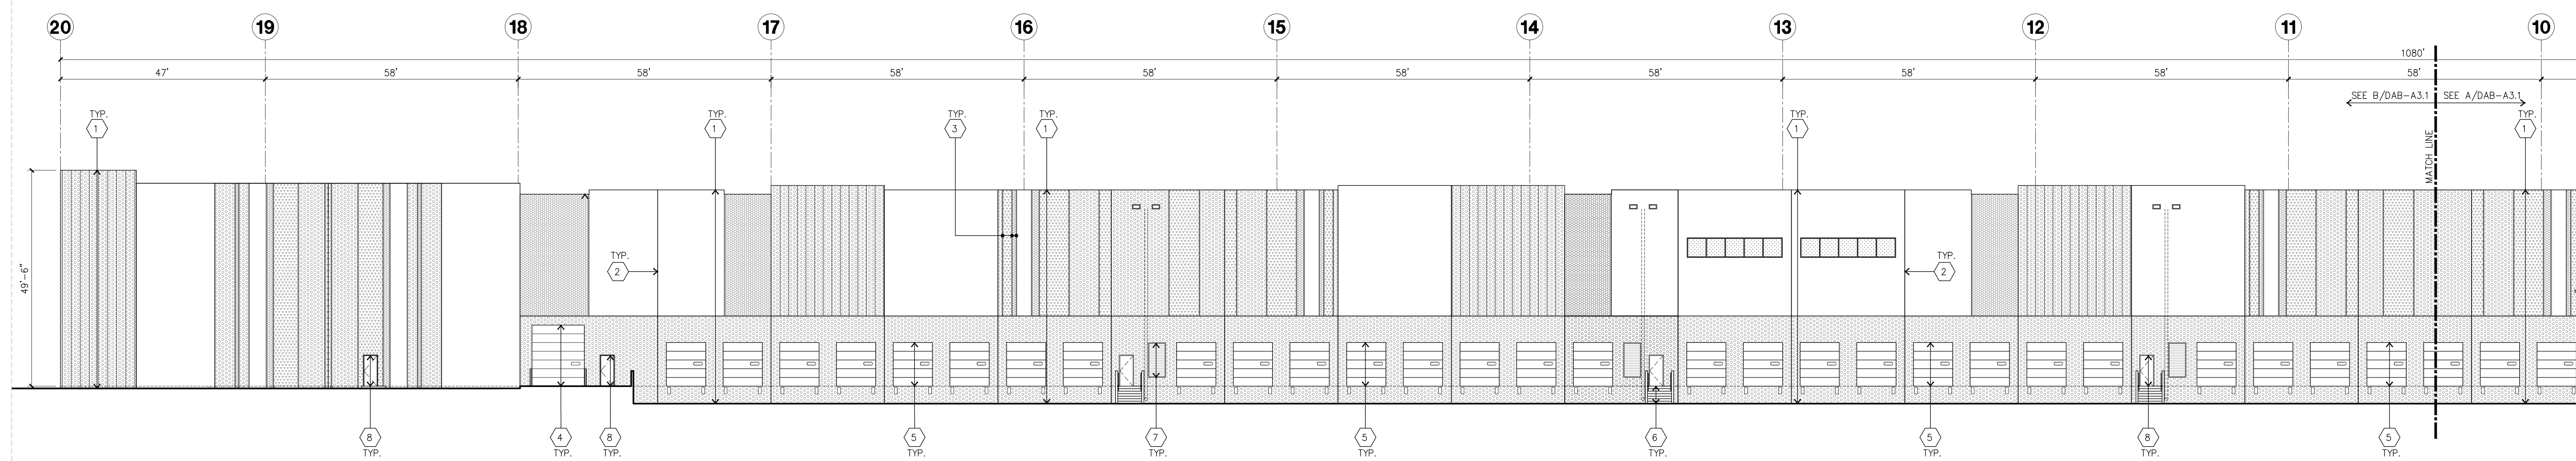 20 19 18 17 16 15 14 13 12 11 10
1080'
47' 58' 58' 58' 58' 58' 58' 58' 58' 58'
SEE B/DAB-A3.1 SEE A/DAB-A3.1
TYP. TYP. TYP. TYP. TYP. TYP.
1 1 3 1 1 1
MATCH LINE
49'-6"
TYP. TYP.
2 2
8 4 8 5 7 5 6 5 8 5
TYP. TYP. TYP. TYP. TYP. TYP. TYP. TYP. TYP. TYP.